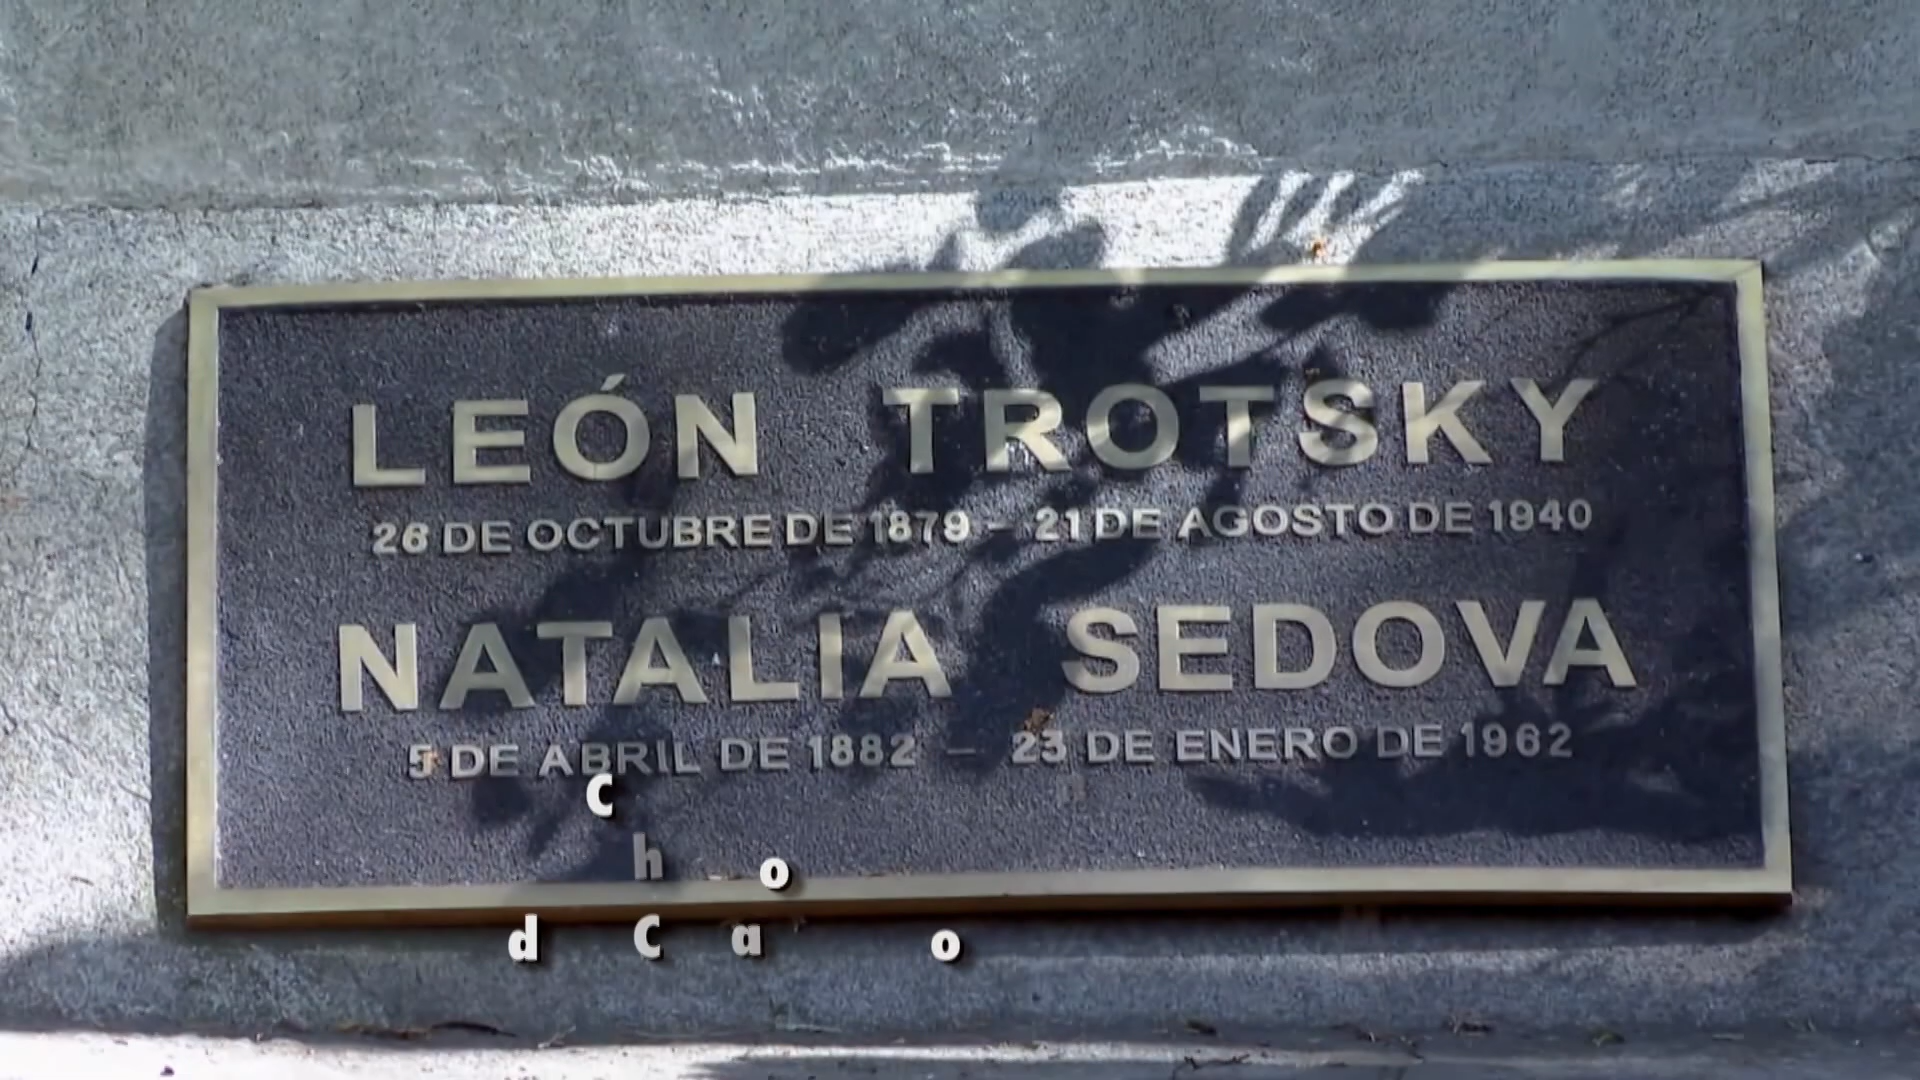 LEÓN TROTSKY
26 DE OCTUBRE DE 1879 - 21 DE AGOSTO DE 1940
NATALIA SEDOVA
5 DE ABRIL DE 1882 - 23 DE ENERO DE 1962
C
h o
d C a o